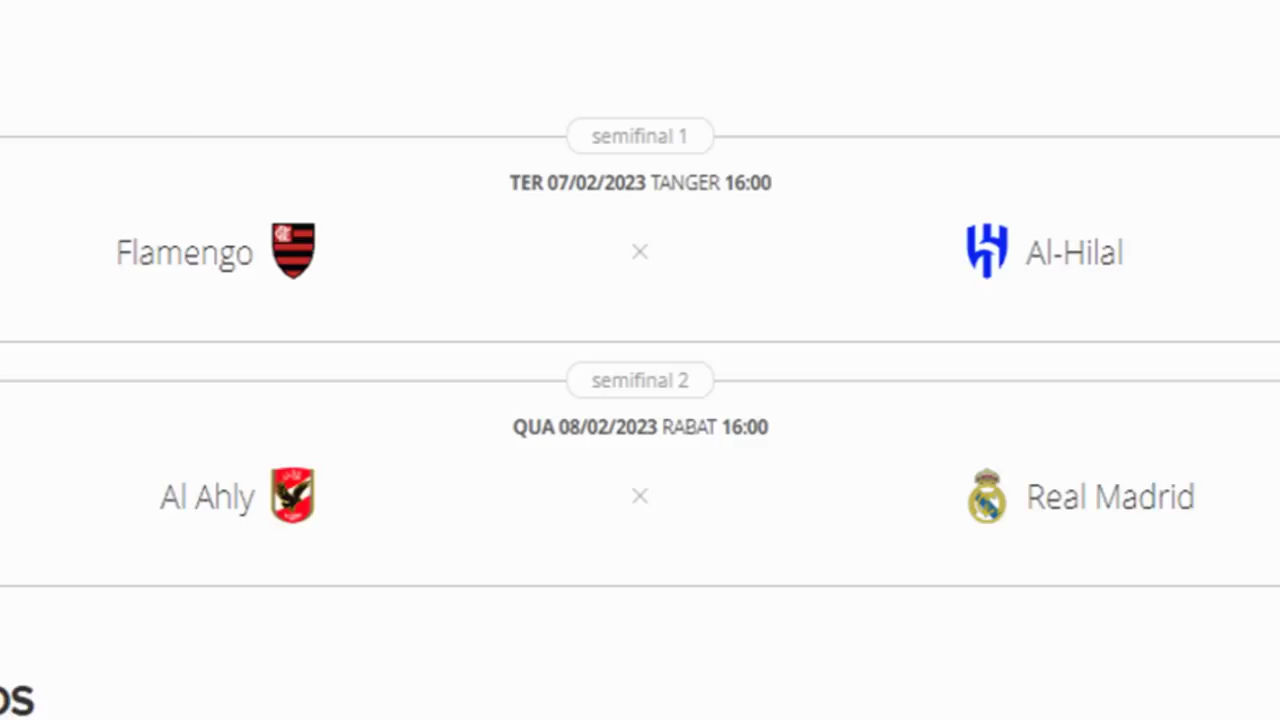 semifinal 1
TER 07/02/2023 TANGER 16:00
Flamengo × Al-Hilal
semifinal 2
QUA 08/02/2023 RABAT 16:00
Al Ahly × Real Madrid
OS